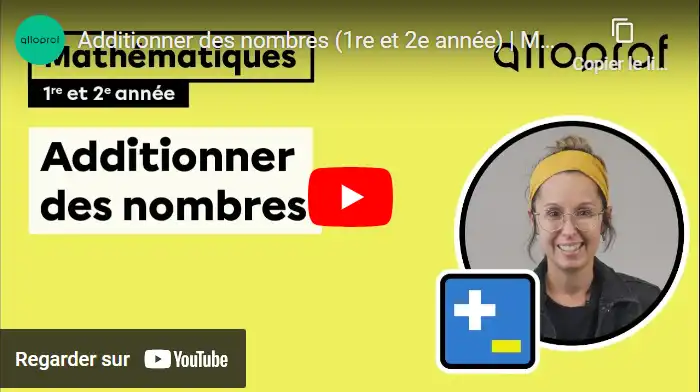 alloprof
Additionner des nombres (1re et 2e année) | M...
alloprof
Copier le li...
Mathématiques
1re et 2e année
Additionner
des nombres
Regarder sur YouTube